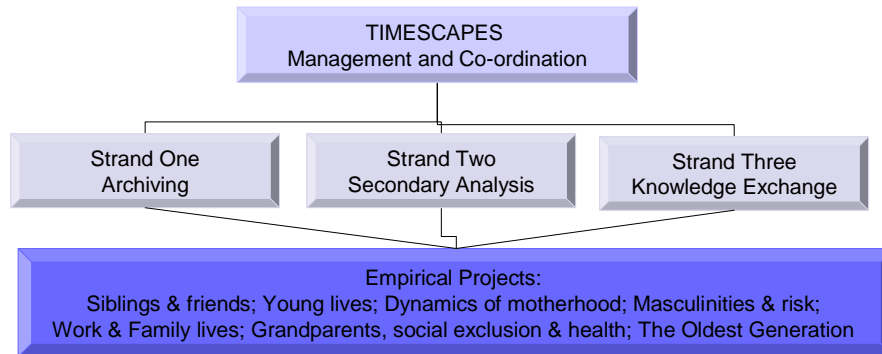 TIMESCAPES
Management and Co-ordination
Strand One
Archiving
Strand Two
Secondary Analysis
Strand Three
Knowledge Exchange
Empirical Projects:
Siblings & friends; Young lives; Dynamics of motherhood; Masculinities & risk;
Work & Family lives; Grandparents, social exclusion & health; The Oldest Generation